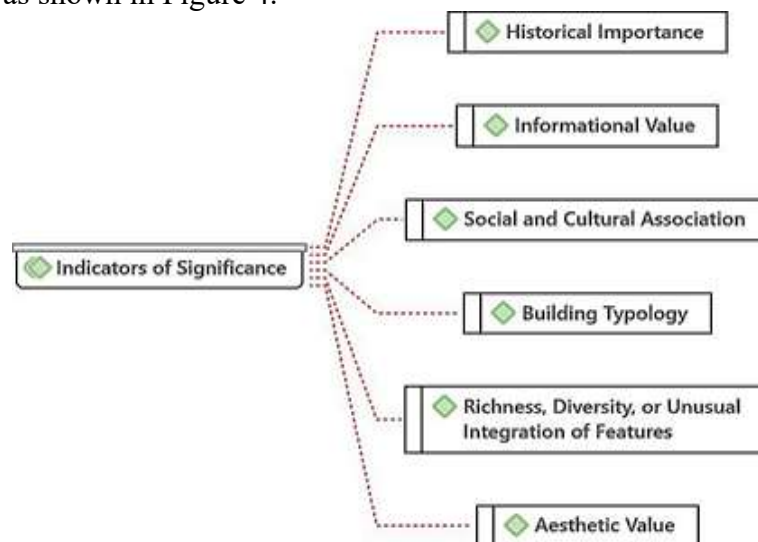 as shown in Figure 4.
Historical Importance
Informational Value
Social and Cultural Association
Indicators of Significance
Building Typology
Richness, Diversity, or Unusual
Integration of Features
Aesthetic Value